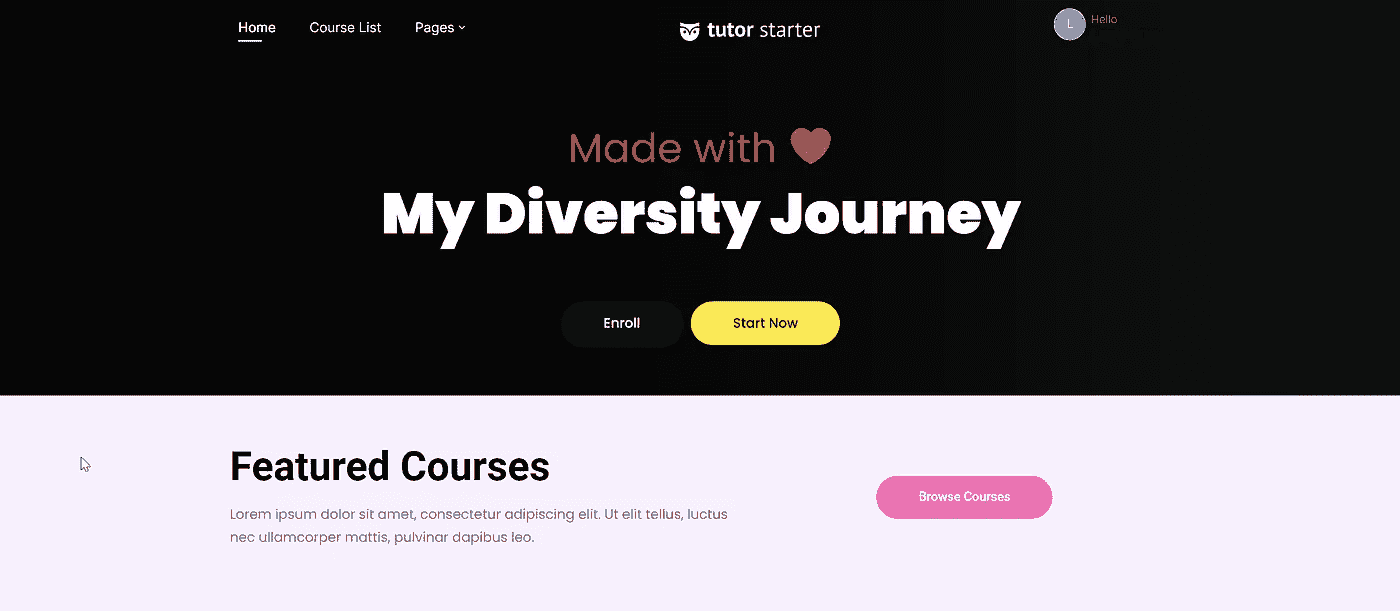 Home Course List Pages tutor starter L Hello
Made with
My Diversity Journey
Enroll Start Now
Featured Courses
Browse Courses
Lorem ipsum dolor sit amet, consectetur adipiscing elit. Ut elit tellus, luctus
nec ullamcorper mattis, pulvinar dapibus leo.